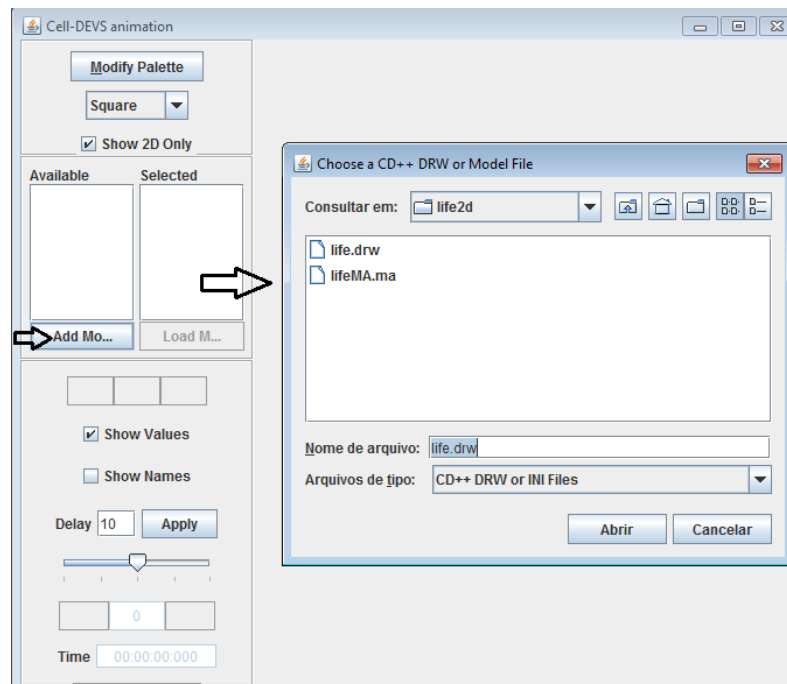 Cell-DEVS animation
Modify Palette
Square
Show 2D Only
Available Selected
Add Mo... Load M...
Show Values
Show Names
Delay 10 Apply
0
Time 00:00:00:000
Choose a CD++ DRW or Model File
Consultar em: life2d
life.drw
lifeMA.ma
Nome de arquivo: life.drw
Arquivos de tipo: CD++ DRW or INI Files
Abrir Cancelar